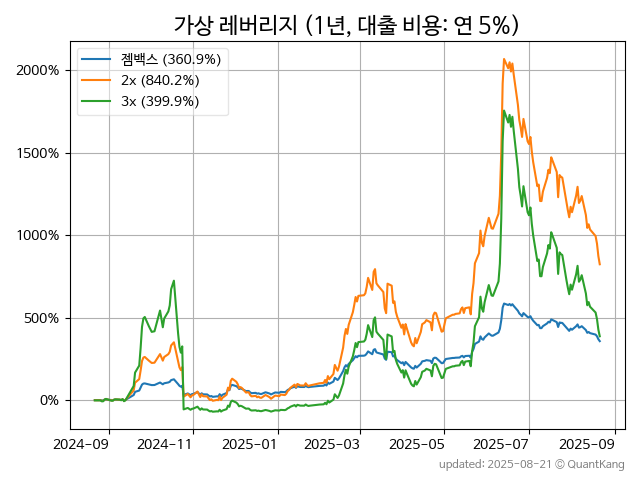 가상 레버리지 (1년, 대출 비용: 연 5%)
젬백스 (360.9%)
2x (840.2%)
3x (399.9%)
2000%
1500%
1000%
500%
0%
2024-09 2024-11 2025-01 2025-03 2025-05 2025-07 2025-09
updated: 2025-08-21 @ QuantKang